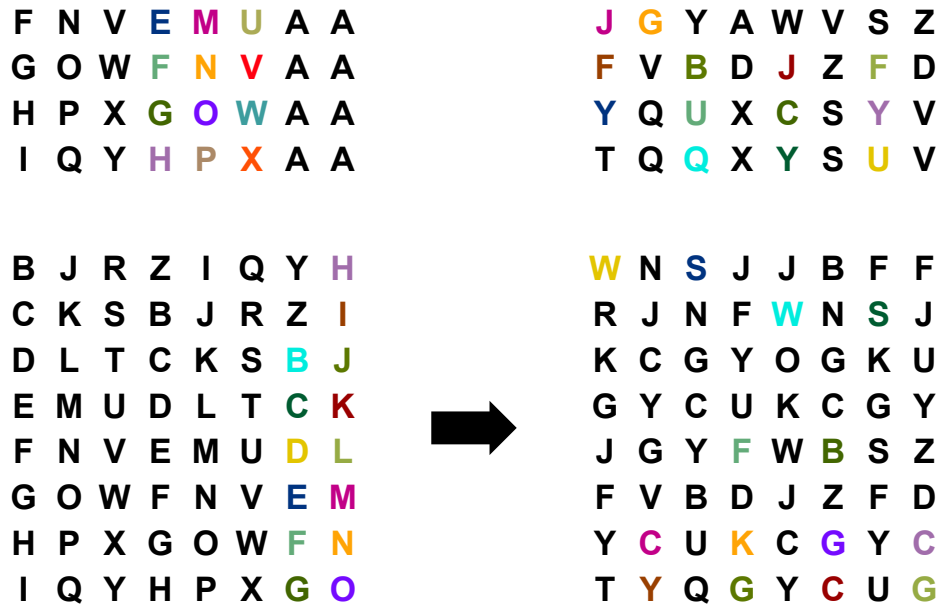 F N V E M U A A
G O W F N V A A
H P X G O W A A
I Q Y H P X A A
J G Y A W V S Z
F V B D J Z F D
Y Q U X C S Y V
T Q Q X Y S U V
B J R Z I Q Y H
C K S B J R Z I
D L T C K S B J
E M U D L T C K
F N V E M U D L
G O W F N V E M
H P X G O W F N
I Q Y H P X G O
W N S J J B F F
R J N F W N S J
K C G Y O G K U
G Y C U K C G Y
J G Y F W B S Z
F V B D J Z F D
Y C U K C G Y C
T Y Q G Y C U G